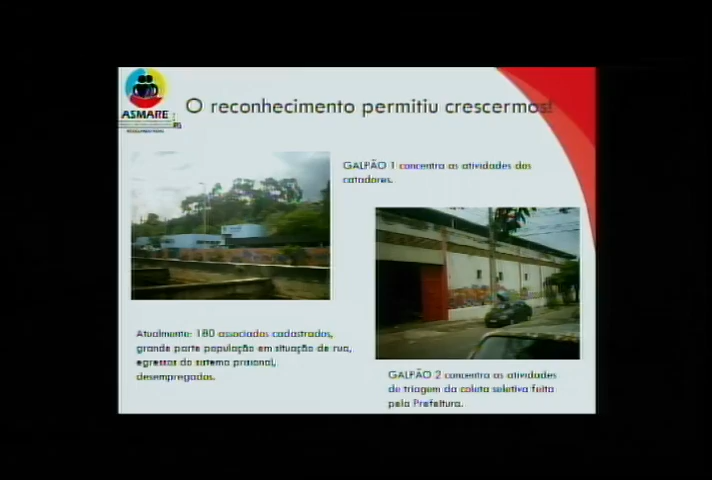 ASMARE
O reconhecimento permitiu crescermos!
GALPÃO 1 concentra as atividades dos
catadores.
Atualmente: 180 associados cadastrados,
grande parte população em situação de rua,
egressos do sistema prisional,
desempregados.
GALPÃO 2 concentra as atividades
de triagem da coleta seletiva feita
pela Prefeitura.